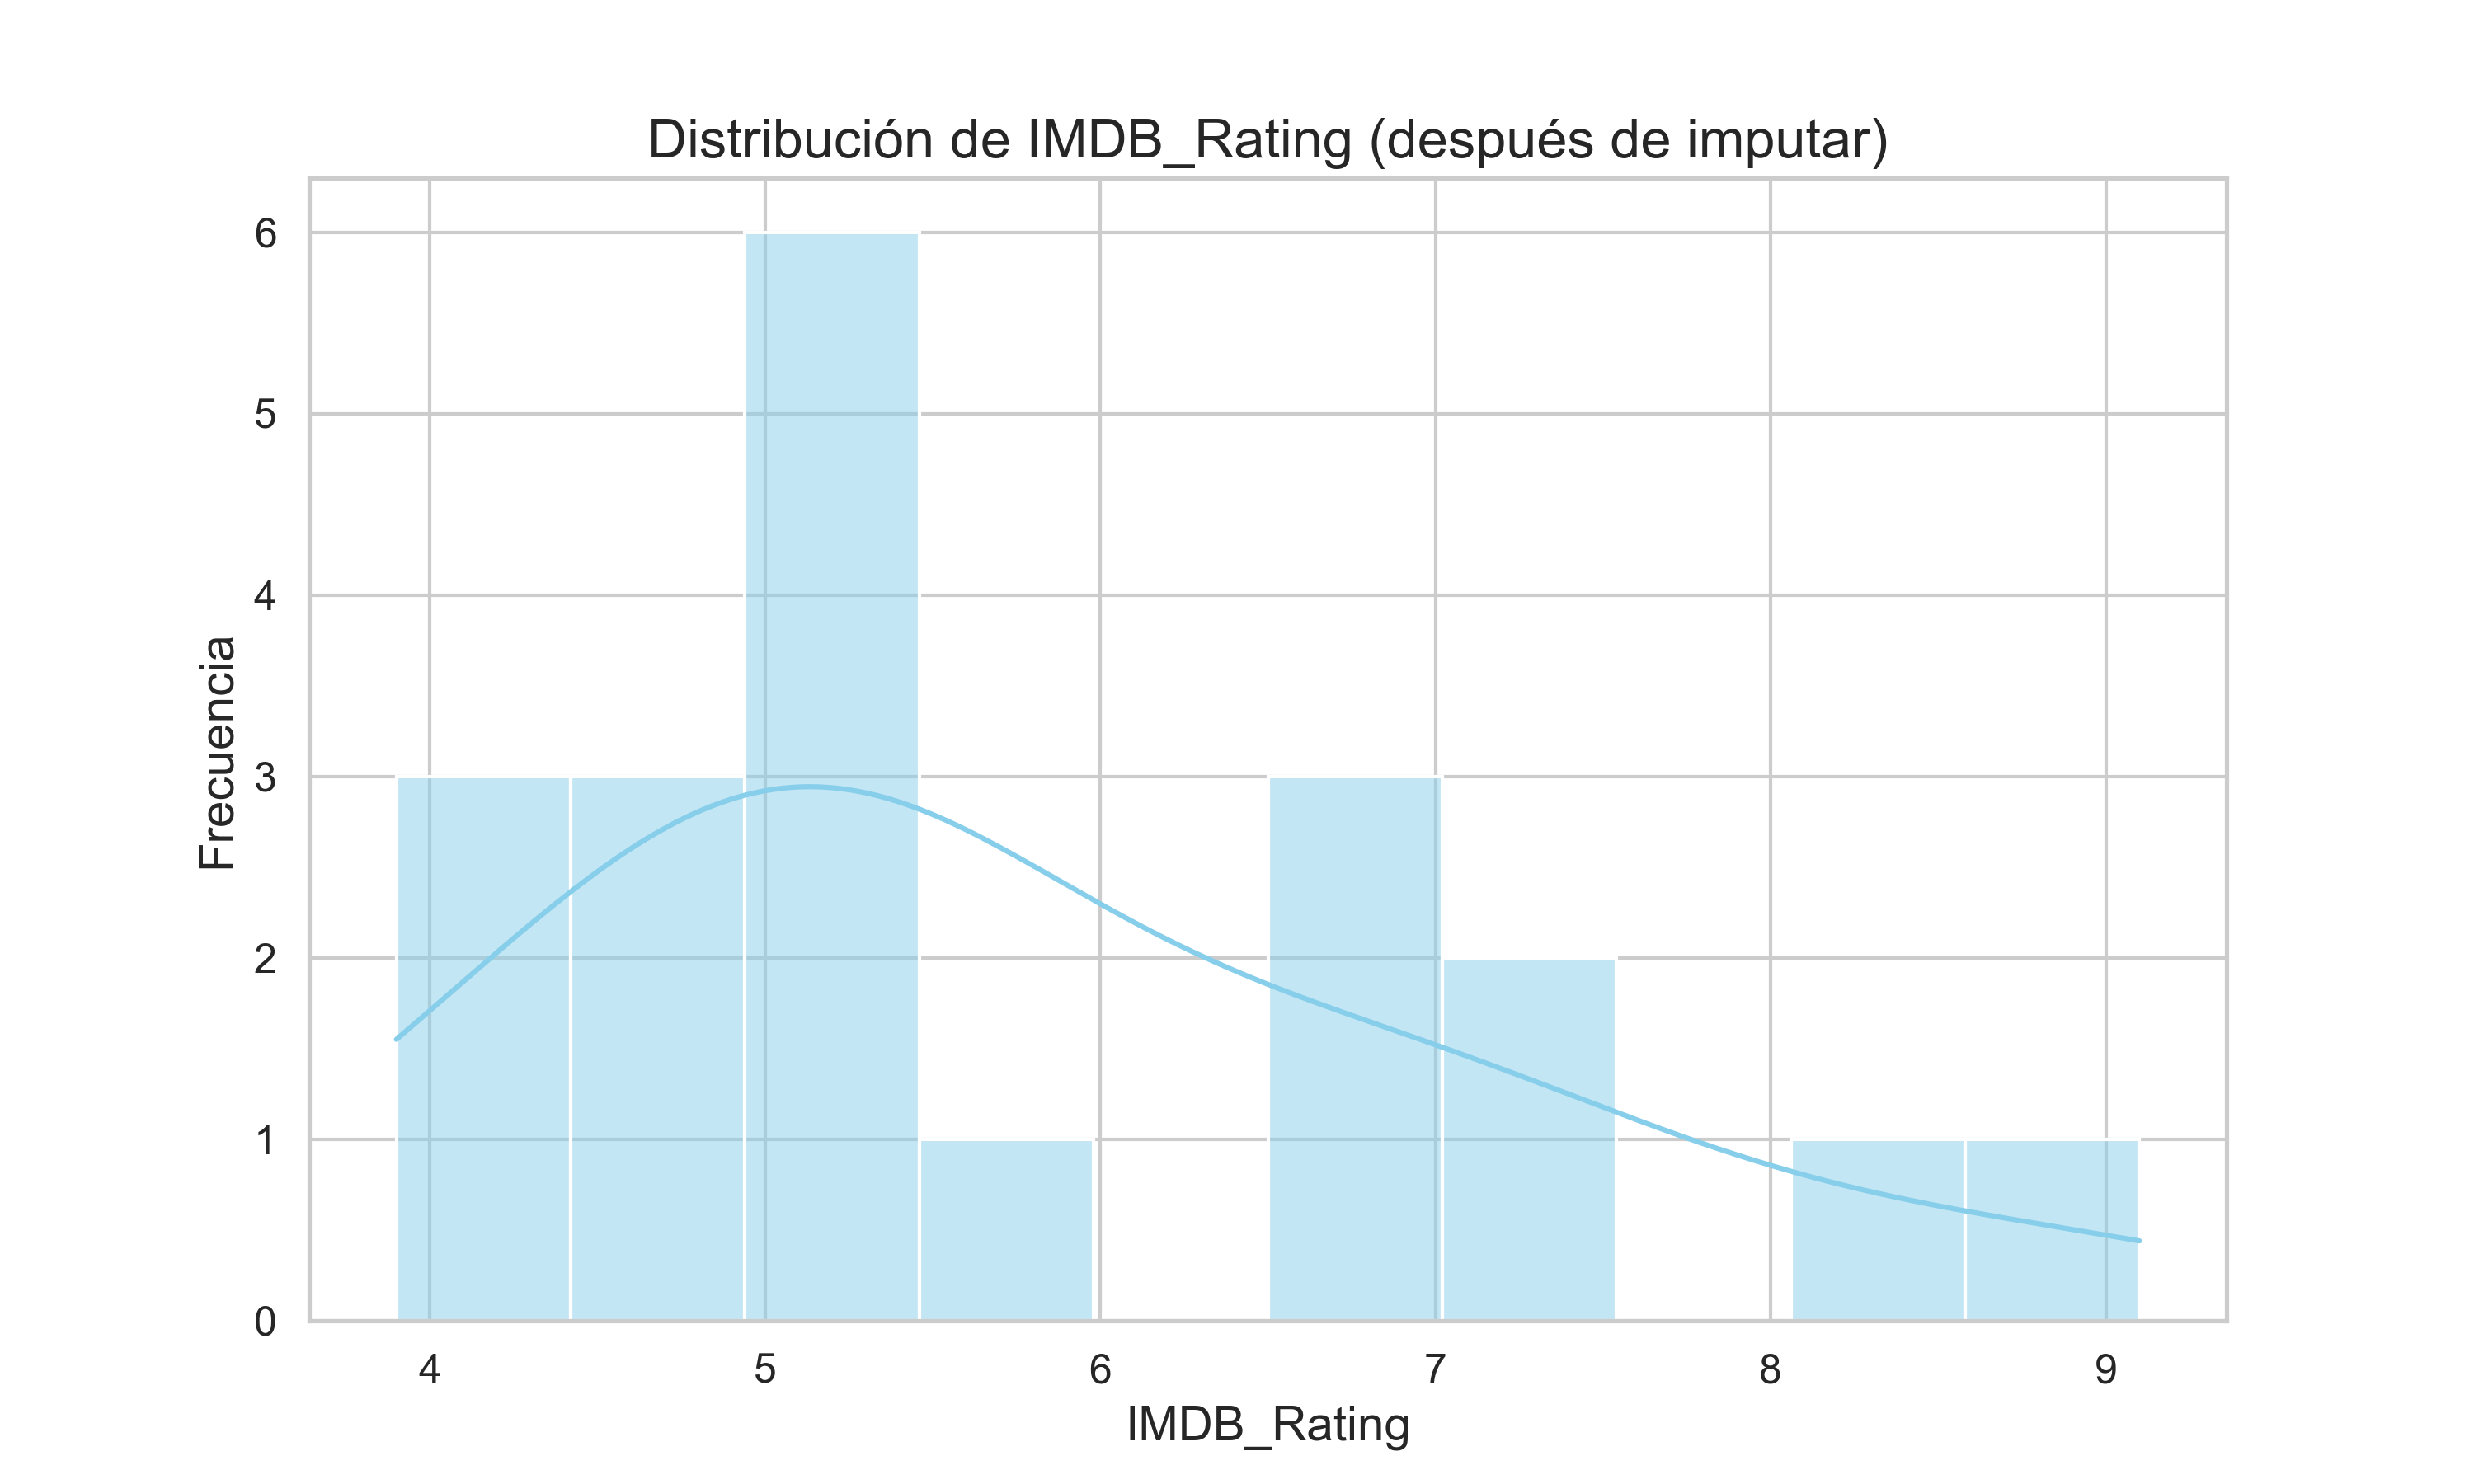 Distribución de IMDB_Rating (después de imputar)
6
5
4
3
2
1
0
Frecuencia
4 5 6 7 8 9
IMDB_Rating